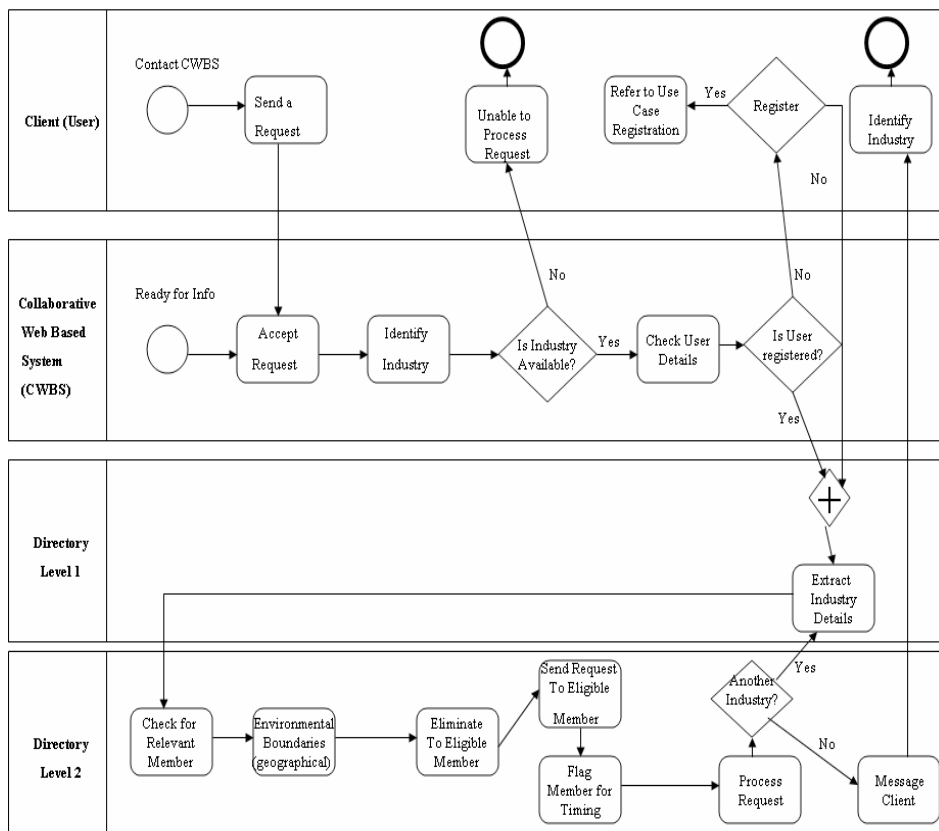 Client (User)
Contact CWBS
Send a
Request
Unable to
Process
Request
Refer to Use
Case
Registration
Yes
Register
No
Identify
Industry
Collaborative
Web Based
System
(CWBS)
Ready for Info
Accept
Request
Identify
Industry
No
Is Industry
Available?
Yes
Check User
Details
No
Is User
registered?
Yes
Directory
Level 1
Extract
Industry
Details
Directory
Level 2
Check for
Relevant
Member
Environmental
Boundaries
(geographical)
Eliminate
To Eligible
Member
Send Request
To Eligible
Member
Flag
Member for
Timing
Another
Industry?
Yes
No
Process
Request
Message
Client